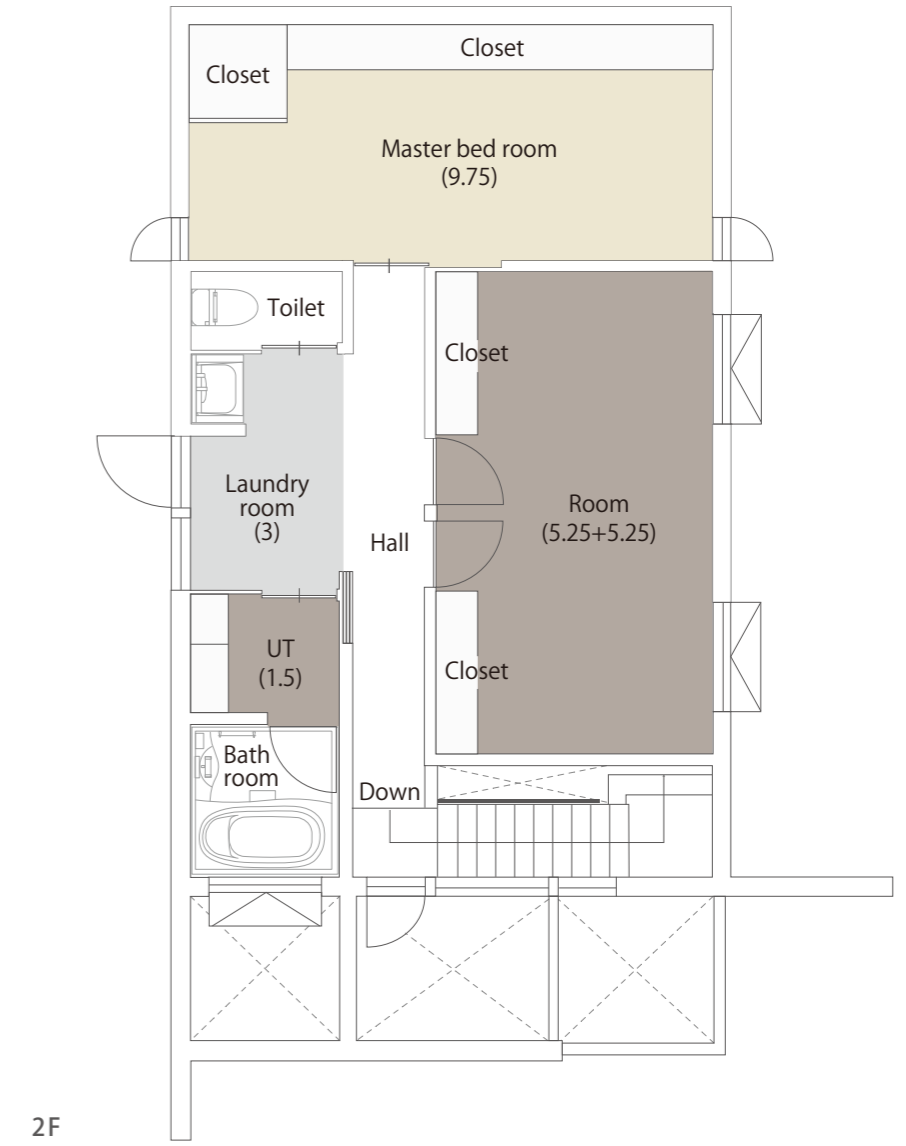 Closet
Closet
Master bed room
(9.75)
Toilet
Closet
Laundry
room
(3)
Room
(5.25+5.25)
Hall
UT
(1.5)
Closet
Bath
room
Down
2F